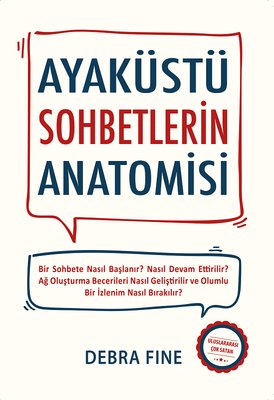 AYAKÜSTÜ
SOHBETLERİN
ANATOMİSİ
Bir Sohbete Nasıl Başlanır? Nasıl Devam Ettirilir?
Ağ Oluşturma Becerileri Nasıl Geliştirilir ve Olumlu
Bir İzlenim Nasıl Bırakılır?
ULUSLARARASI
ÇOK SATAN
DEBRA FINE